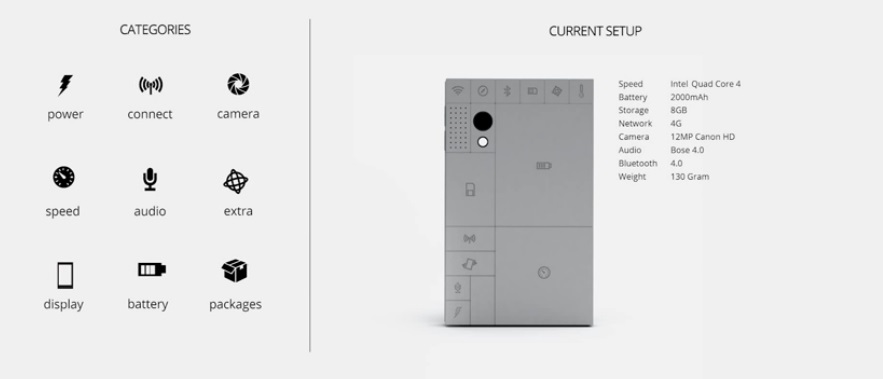 CATEGORIES
power
connect
camera
speed
audio
extra
display
battery
packages
CURRENT SETUP
Speed Intel Quad Core 4
Battery 2000mAh
Storage 8GB
Network 4G
Camera 12MP Canon HD
Audio Bose 4.0
Bluetooth 4.0
Weight 130 Gram